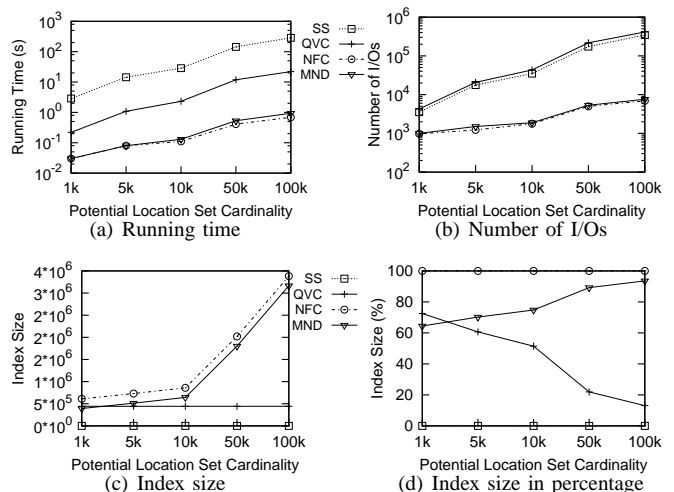 10^3
10^2
10^1
10^0
10^-1
10^-2
Running Time (s)
1k 5k 10k 50k 100k
Potential Location Set Cardinality
(a) Running time
SS
QVC
NFC
MND
10^6
10^5
10^4
10^3
10^2
Number of I/Os
1k 5k 10k 50k 100k
Potential Location Set Cardinality
(b) Number of I/Os
4*10^6
3*10^6
3*10^6
2*10^6
2*10^6
1*10^6
5*10^5
0*10^0
Index Size
1k 5k 10k 50k 100k
Potential Location Set Cardinality
(c) Index size
SS
QVC
NFC
MND
100
80
60
40
20
0
Index Size (%)
1k 5k 10k 50k 100k
Potential Location Set Cardinality
(d) Index size in percentage